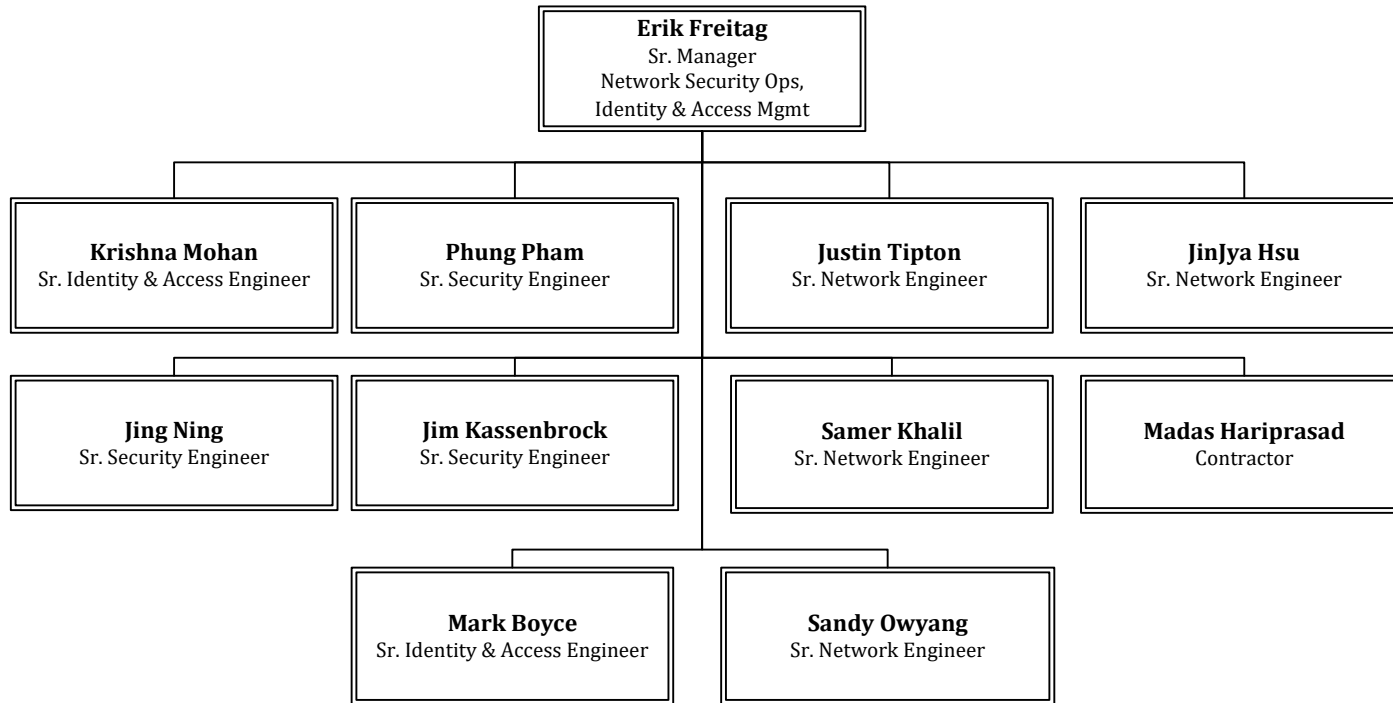 Erik Freitag
Sr. Manager
Network Security Ops,
Identity & Access Mgmt
Krishna Mohan
Sr. Identity & Access Engineer
Phung Pham
Sr. Security Engineer
Justin Tipton
Sr. Network Engineer
JinJya Hsu
Sr. Network Engineer
Jing Ning
Sr. Security Engineer
Jim Kassenbrock
Sr. Security Engineer
Samer Khalil
Sr. Network Engineer
Madas Hariprasad
Contractor
Mark Boyce
Sr. Identity & Access Engineer
Sandy Owyang
Sr. Network Engineer